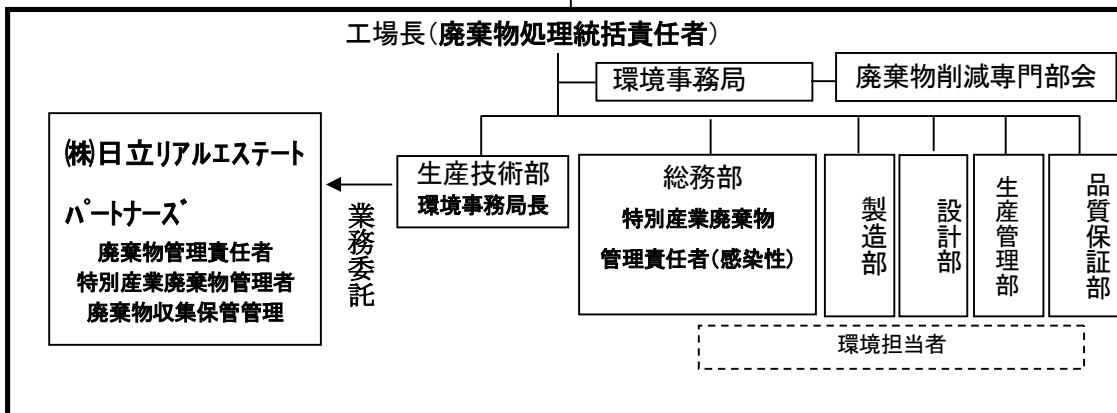 工場長(廃棄物処理統括責任者)
環境事務局
廃棄物削減専門部会
㈱日立リアルエステート
パートナーズ
廃棄物管理責任者
特別産業廃棄物管理者
廃棄物収集保管管理
業務委託
生産技術部
環境事務局長
総務部
特別産業廃棄物
管理責任者(感染性)
製造部
設計部
生産管理部
品質保証部
環境担当者